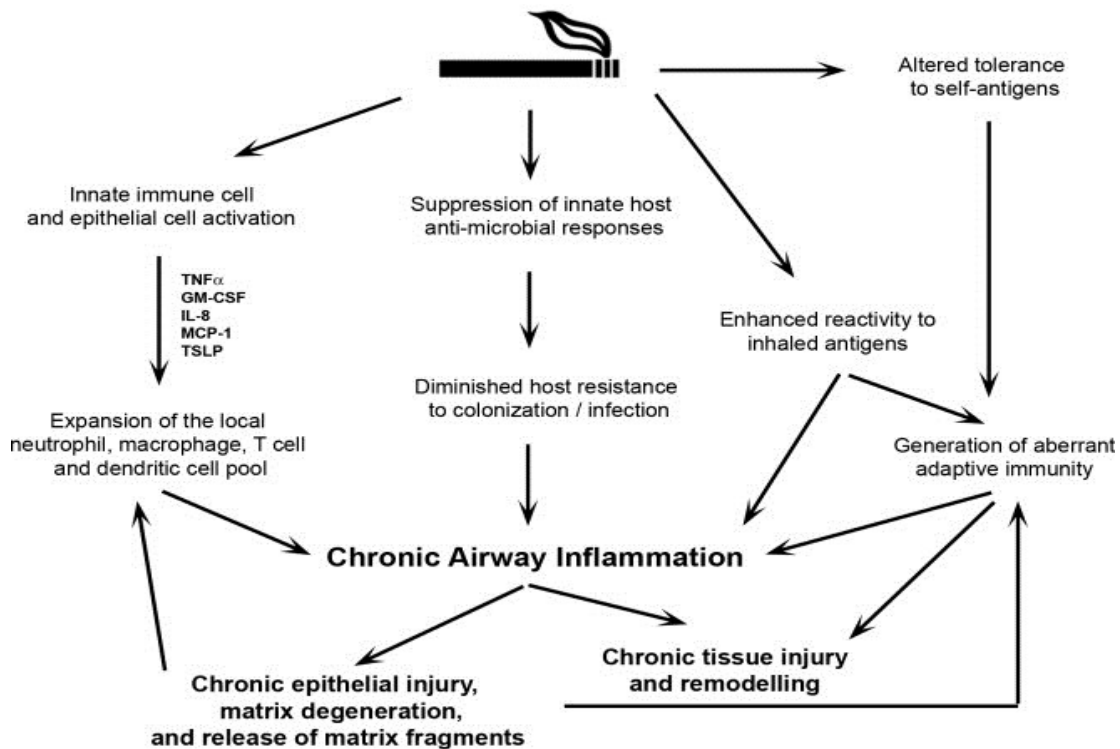 Altered tolerance
to self-antigens
Innate immune cell
and epithelial cell activation
Suppression of innate host
anti-microbial responses
TNFα
GM-CSF
IL-8
MCP-1
TSLP
Enhanced reactivity to
inhaled antigens
Diminished host resistance
to colonization / infection
Expansion of the local
neutrophil, macrophage, T cell
and dendritic cell pool
Generation of aberrant
adaptive immunity
Chronic Airway Inflammation
Chronic tissue injury
and remodelling
Chronic epithelial injury,
matrix degeneration,
and release of matrix fragments